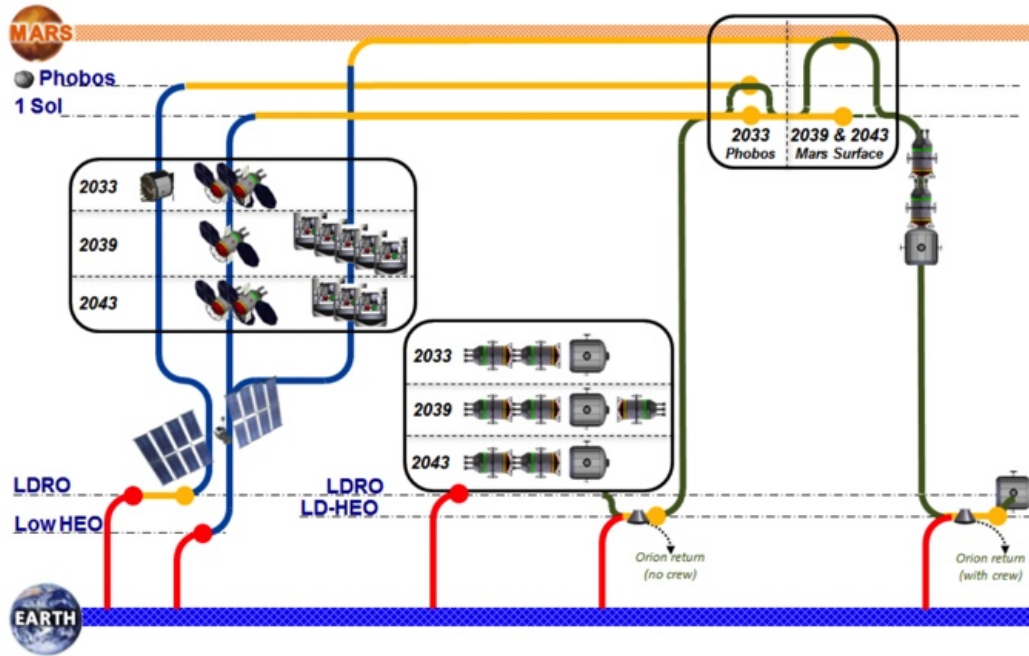 MARS
Phobos
1 Sol
2033
Phobos
2039 & 2043
Mars Surface
2033
2039
2043
2033
2039
2043
LDRO
Low HEO
LDRO
LD-HEO
Orion return
(no crew)
Orion return
(with crew)
EARTH